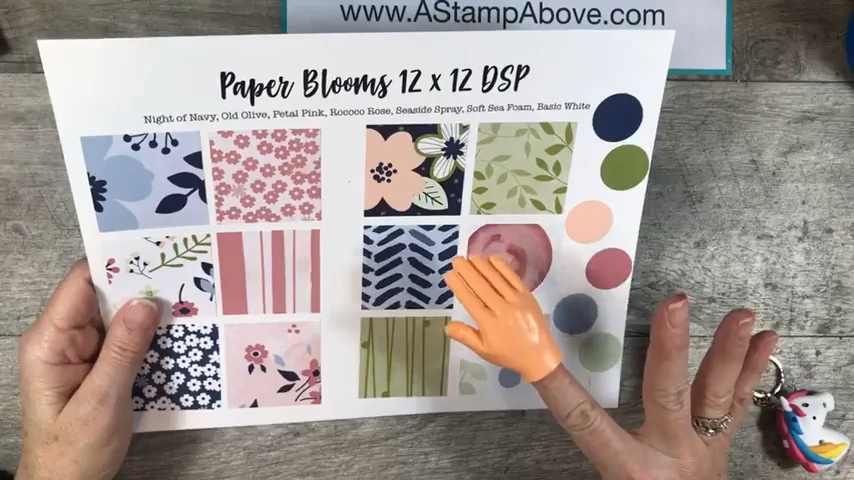 www.AStampAbove.com
Paper Blooms 12 x 12 DSP
Night of Navy, Old Olive, Petal Pink, Rococo Rose, Seaside Spray, Soft Sea Foam, Basic White